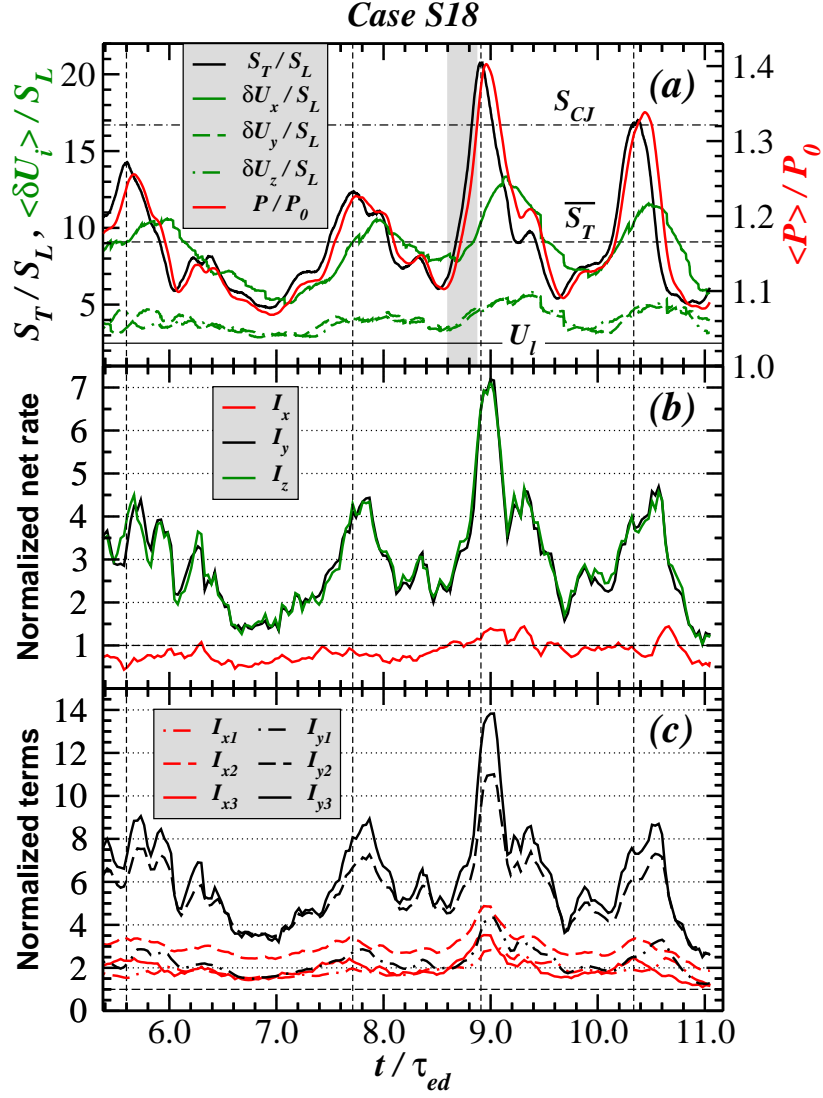 Case S18
(a)
S_T / S_L
δU_x / S_L
δU_y / S_L
δU_z / S_L
P / P_0
S_CJ
S_T
U_l
S_T / S_L , <δU_i> / S_L
20
15
10
5
<P> / P_0
1.4
1.3
1.2
1.1
1.0
(b)
I_x
I_y
I_z
Normalized net rate
7
6
5
4
3
2
1
(c)
I_x1 I_y1
I_x2 I_y2
I_x3 I_y3
Normalized terms
14
12
10
8
6
4
2
0
6.0 7.0 8.0 9.0 10.0 11.0
t / τ_ed